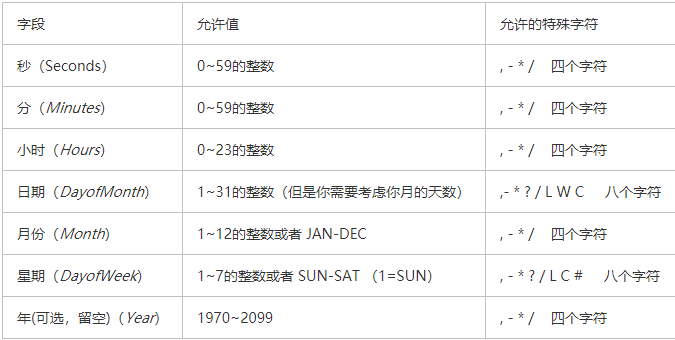 字段 允许值 允许的特殊字符
秒（Seconds） 0~59的整数 , - * / 四个字符
分（Minutes） 0~59的整数 , - * / 四个字符
小时（Hours） 0~23的整数 , - * / 四个字符
日期（DayofMonth） 1~31的整数（但是你需要考虑你月的天数） ,- * ? / L W C 八个字符
月份（Month） 1~12的整数或者 JAN-DEC , - * / 四个字符
星期（DayofWeek） 1~7的整数或者 SUN-SAT （1=SUN） , - * ? / L C # 八个字符
年(可选，留空)（Year） 1970~2099 , - * / 四个字符